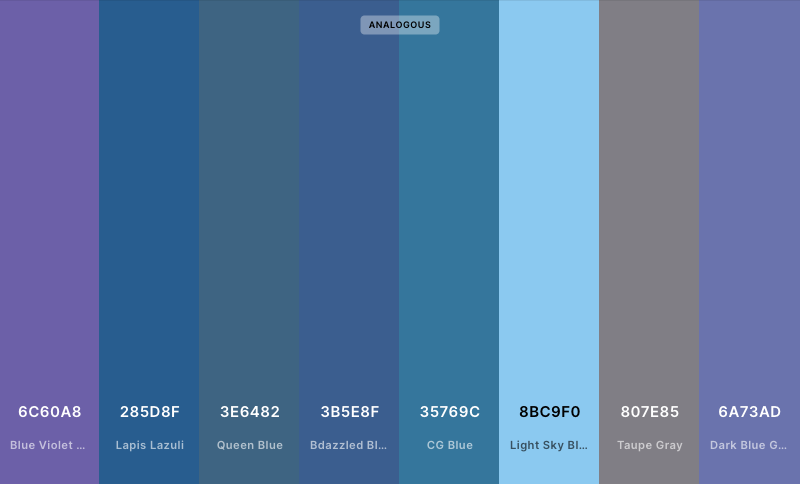 ANALOGOUS
6C60A8 285D8F 3E6482 3B5E8F 35769C 8BC9F0 807E85 6A73AD
Blue Violet ... Lapis Lazuli Queen Blue Bdazzled Bl... CG Blue Light Sky Bl... Taupe Gray Dark Blue G...